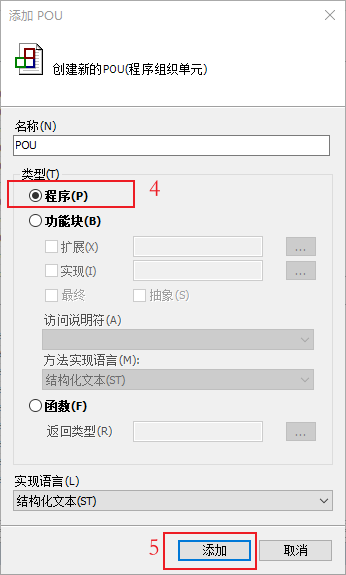 添加 POU
创建新的POU(程序组织单元)
名称(N)
POU
类型(T)
程序(P)
4
功能块(B)
扩展(X)
...
实现(I)
...
最终
抽象(S)
访问说明符(A)
方法实现语言(M):
结构化文本(ST)
函数(F)
返回类型(R)
...
实现语言(L)
结构化文本(ST)
5
添加
取消